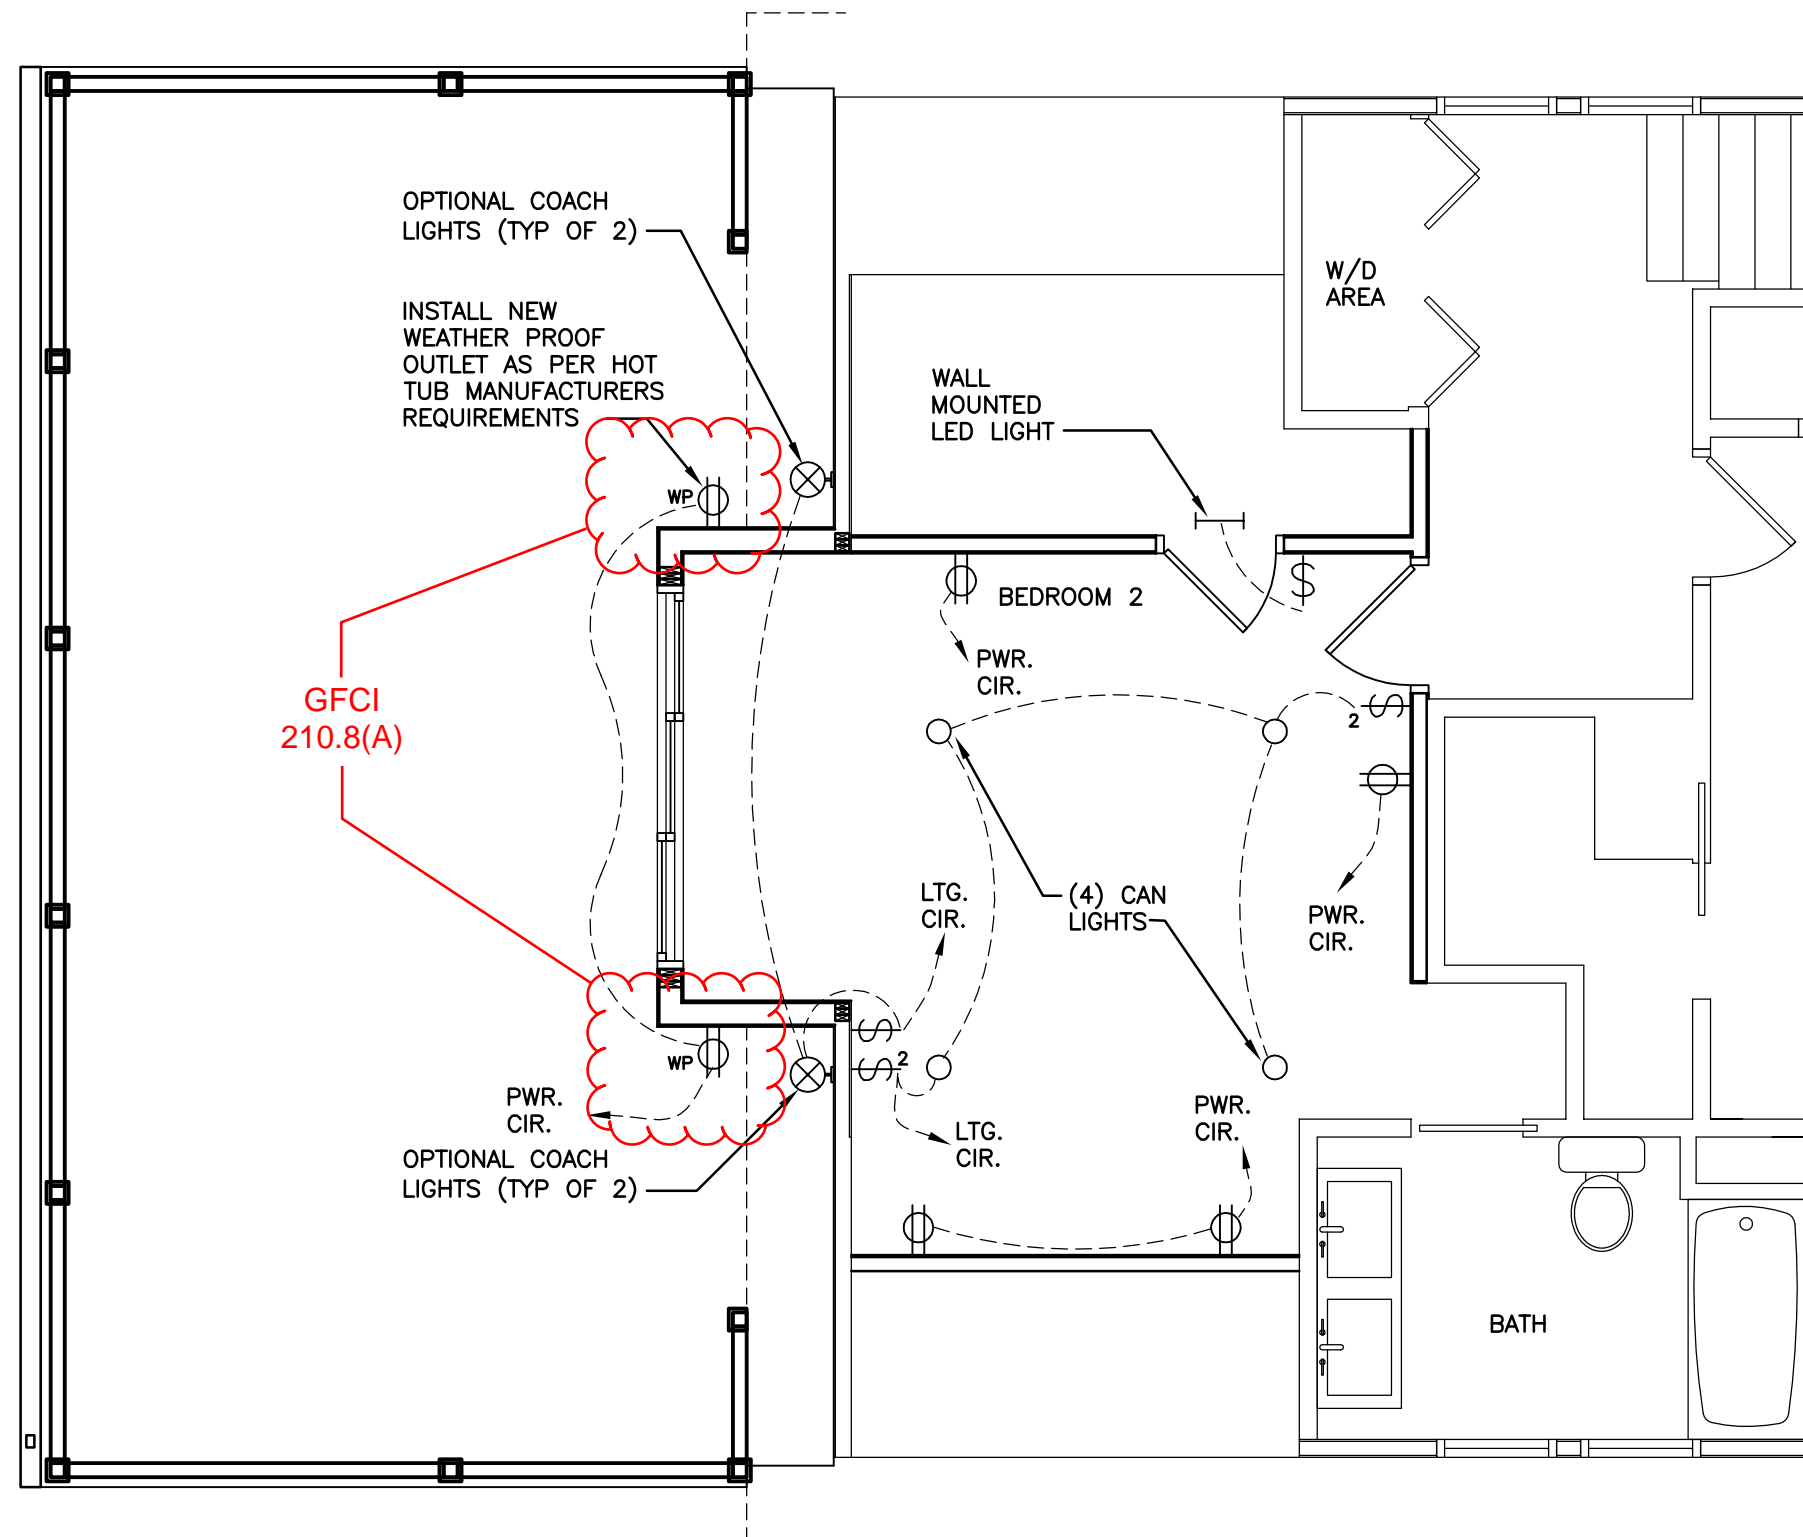 OPTIONAL COACH
LIGHTS (TYP OF 2)
INSTALL NEW
WEATHER PROOF
OUTLET AS PER HOT
TUB MANUFACTURERS
REQUIREMENTS
WP
W/D
AREA
WALL
MOUNTED
LED LIGHT
BEDROOM 2
$
PWR.
CIR.
GFCI
210.8(A)
$
2
(4) CAN
LIGHTS
LTG.
CIR.
PWR.
CIR.
$
$
2
WP
PWR.
CIR.
LTG.
CIR.
PWR.
CIR.
OPTIONAL COACH
LIGHTS (TYP OF 2)
BATH